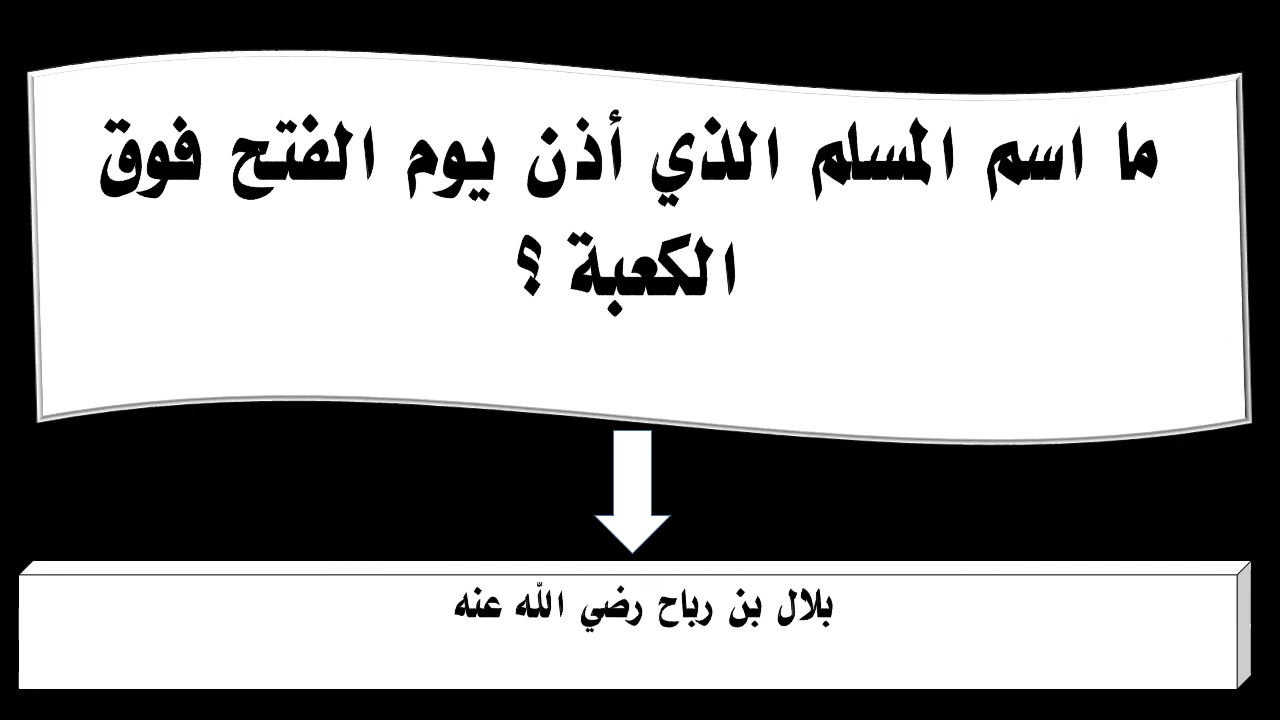 ما اسم المسلم الذي أذن يوم الفتح فوق
الكعبة ؟
بلال بن رباح رضي الله عنه